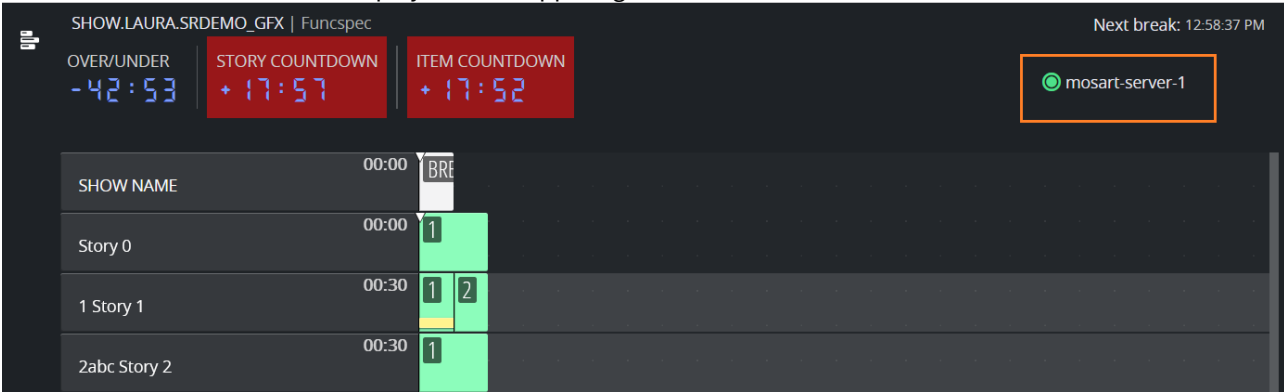 SHOW.LAURA.SRDEMO_GFX | Funcspec
Next break: 12:58:37 PM
OVER/UNDER
STORY COUNTDOWN
ITEM COUNTDOWN
-42:53
+ 17:57
+ 17:52
mosart-server-1
SHOW NAME
00:00
BRE
Story 0
00:00
1
1 Story 1
00:30
1
2
2abc Story 2
00:30
1